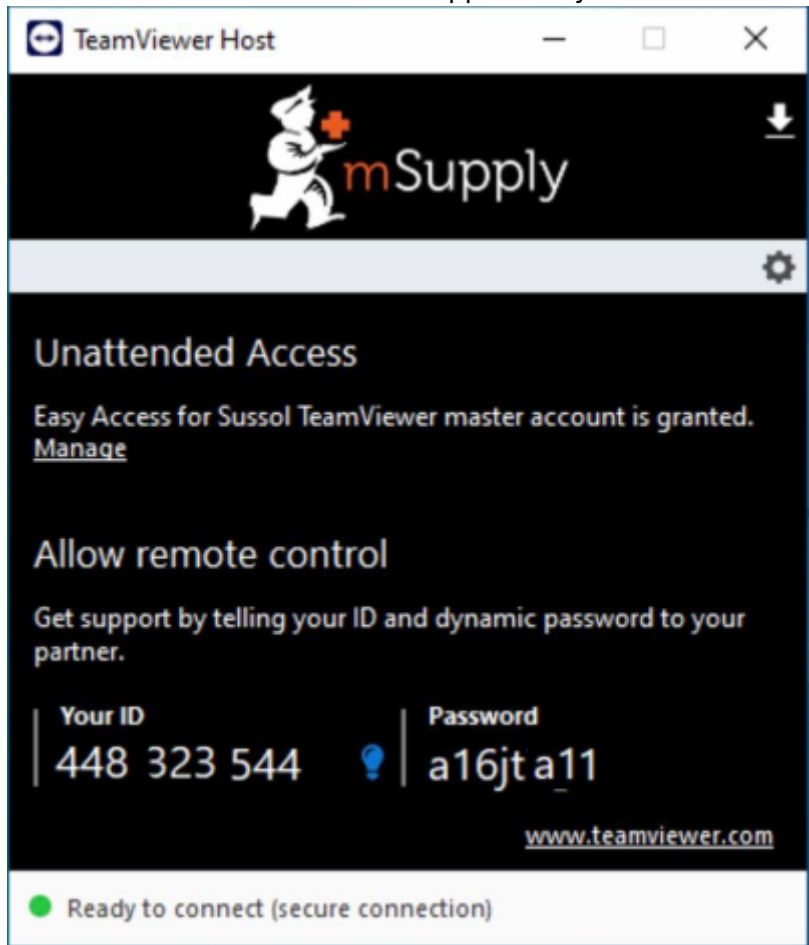 TeamViewer Host
mSupply
Unattended Access
Easy Access for Sussol TeamViewer master account is granted.
Manage
Allow remote control
Get support by telling your ID and dynamic password to your
partner.
Your ID
448 323 544
Password
a16jt a11
www.teamviewer.com
Ready to connect (secure connection)